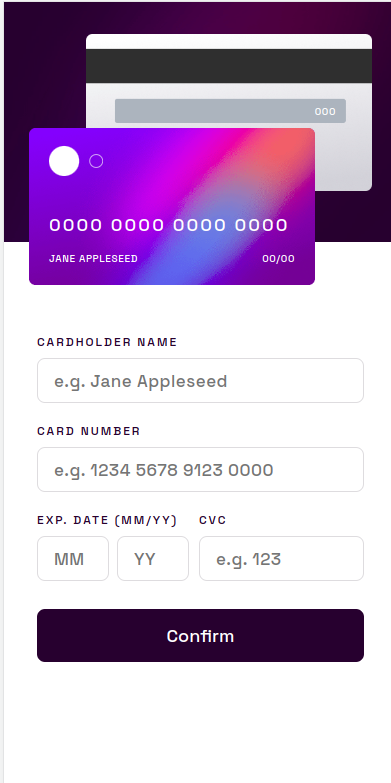 000
0000 0000 0000 0000
JANE APPLESEED 00/00
CARDHOLDER NAME
e.g. Jane Appleseed
CARD NUMBER
e.g. 1234 5678 9123 0000
EXP. DATE (MM/YY) CVC
MM YY e.g. 123
Confirm